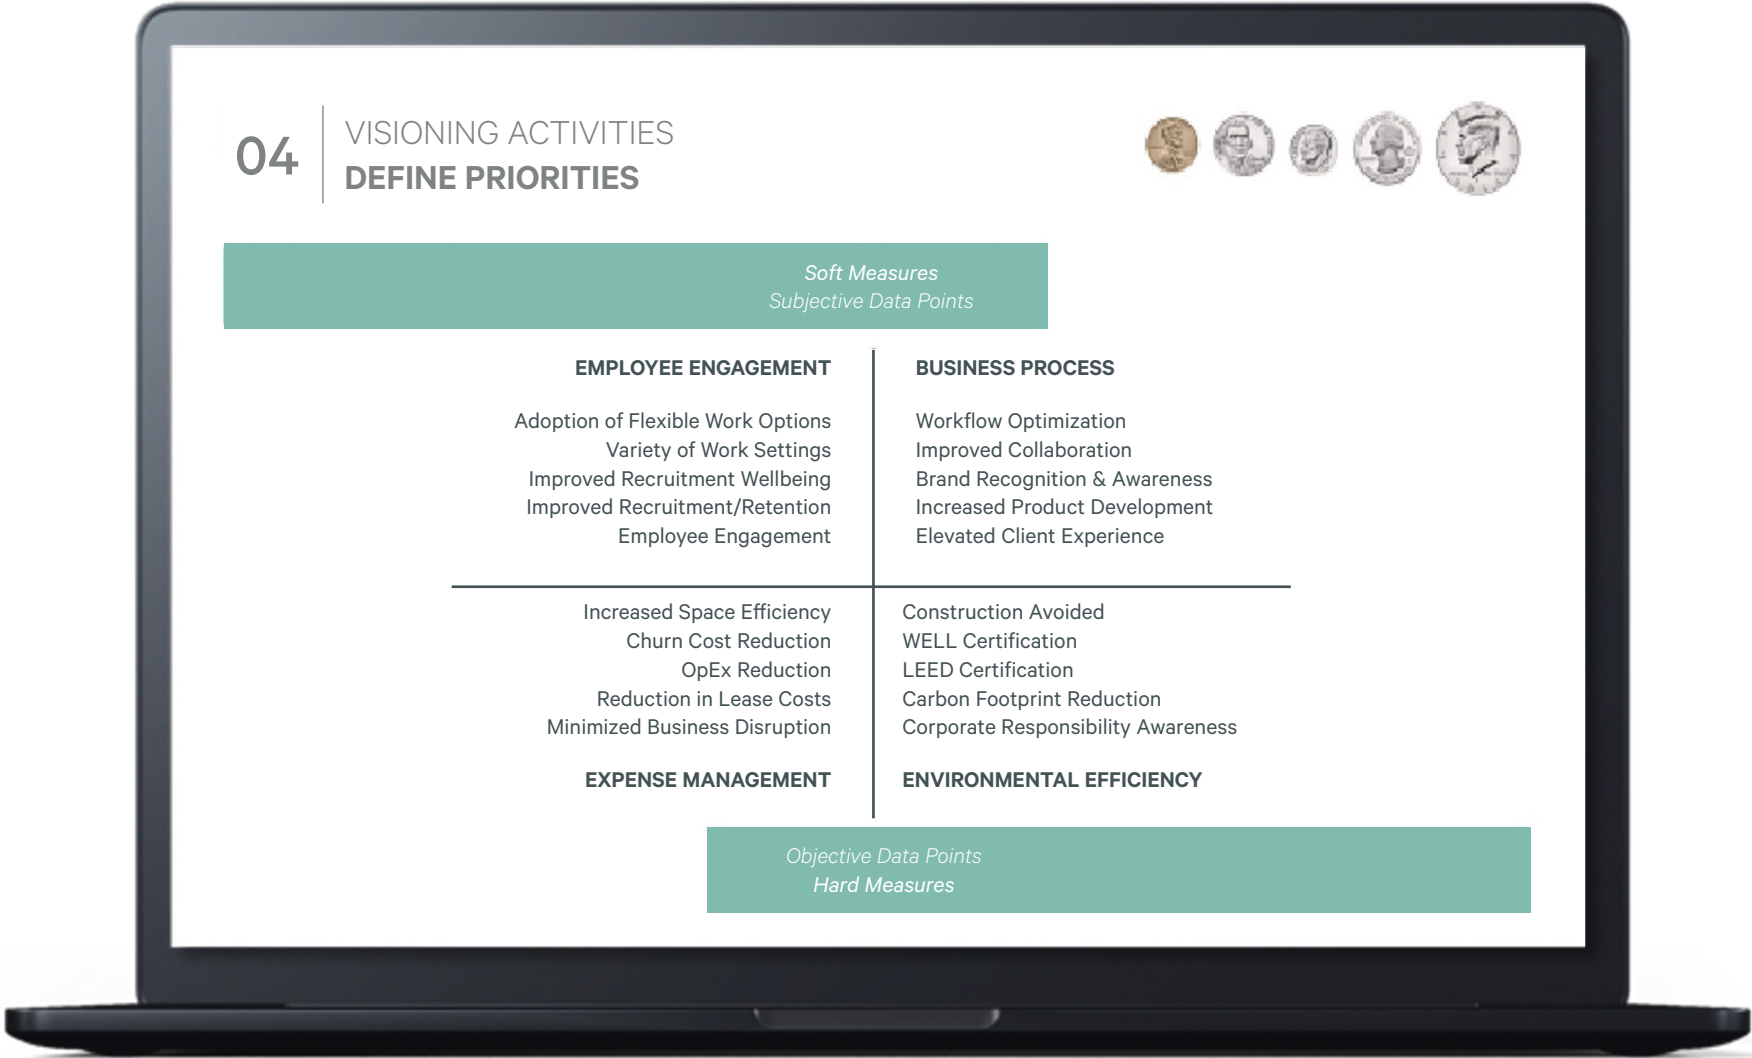 04
VISIONING ACTIVITIES
DEFINE PRIORITIES
Soft Measures
Subjective Data Points
EMPLOYEE ENGAGEMENT
Adoption of Flexible Work Options
Variety of Work Settings
Improved Recruitment Wellbeing
Improved Recruitment/Retention
Employee Engagement
BUSINESS PROCESS
Workflow Optimization
Improved Collaboration
Brand Recognition & Awareness
Increased Product Development
Elevated Client Experience
Increased Space Efficiency
Churn Cost Reduction
OpEx Reduction
Reduction in Lease Costs
Minimized Business Disruption
EXPENSE MANAGEMENT
Construction Avoided
WELL Certification
LEED Certification
Carbon Footprint Reduction
Corporate Responsibility Awareness
ENVIRONMENTAL EFFICIENCY
Objective Data Points
Hard Measures